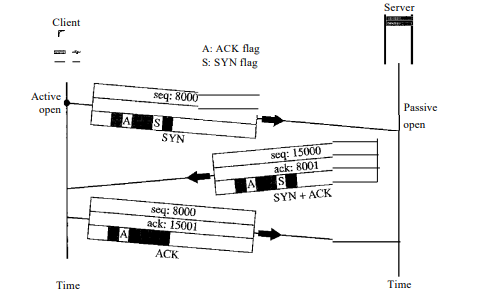 Client
Server
A: ACK flag
S: SYN flag
Active
open
seq: 8000
A S
SYN
Passive
open
seq: 15000
ack: 8001
A S
SYN + ACK
seq: 8000
ack: 15001
A
ACK
Time
Time